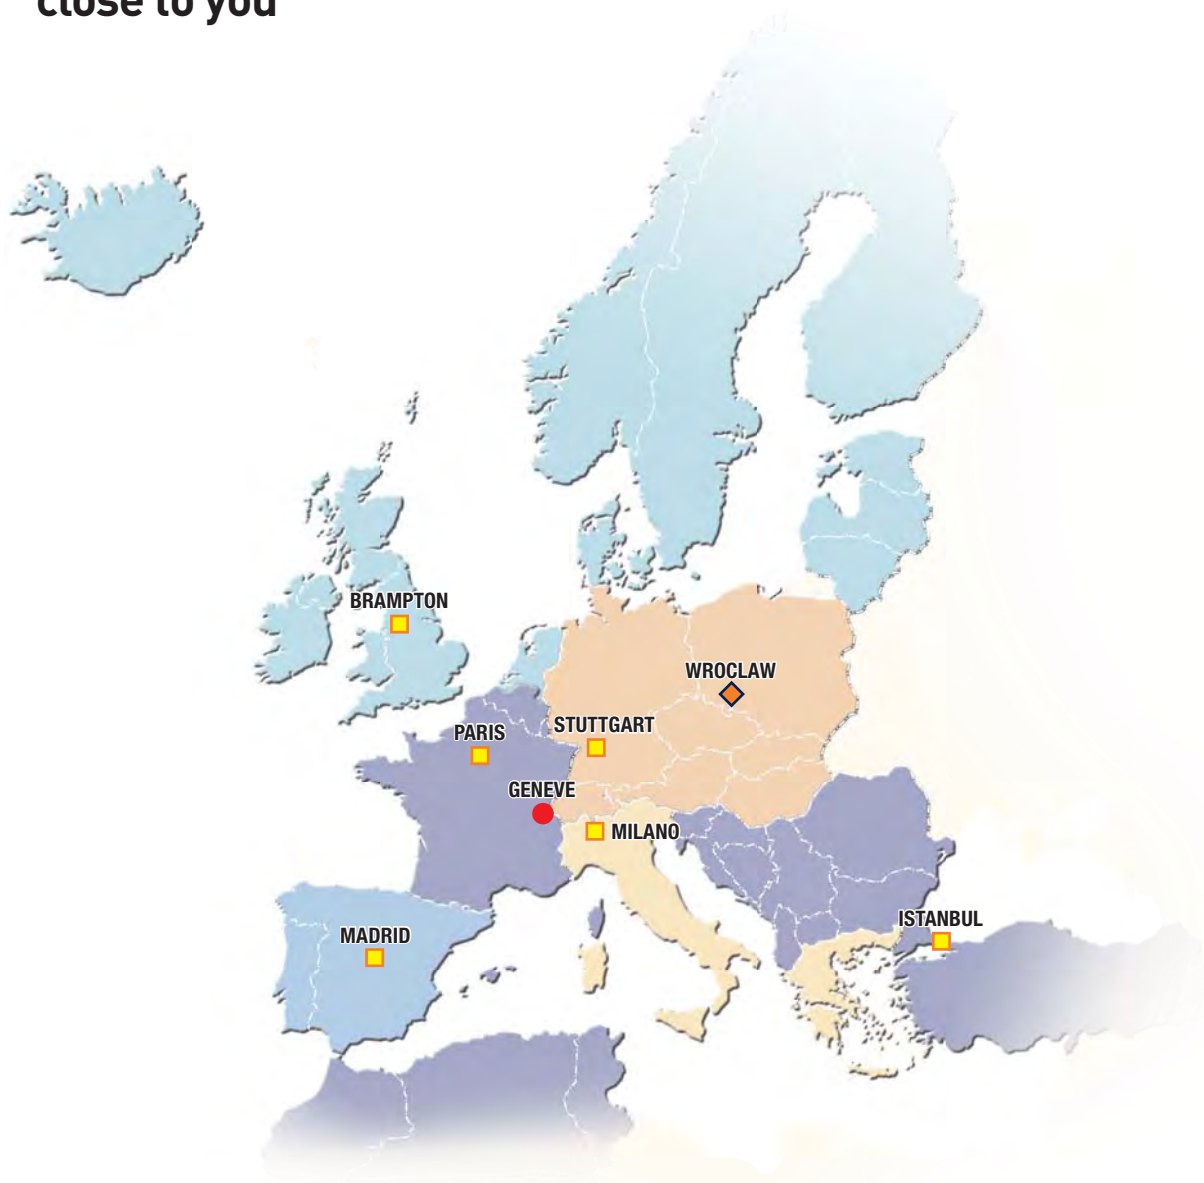 close to you
BRAMPTON
WROCLAW
STUTTGART
PARIS
GENEVE
MILANO
ISTANBUL
MADRID